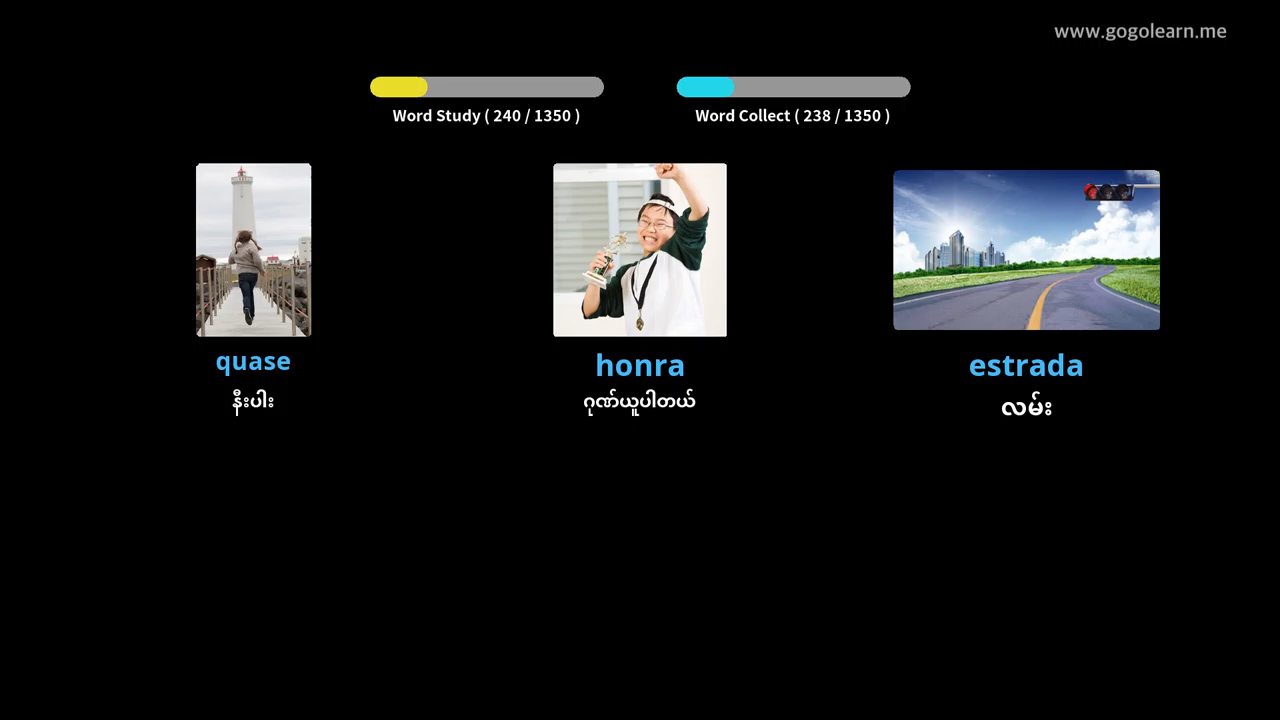 www.gogolearn.me
Word Study ( 240 / 1350 )
Word Collect ( 238 / 1350 )
quase
honra
estrada
နီးပါး
ဂုဏ်ယူပါတယ်
လမ်း